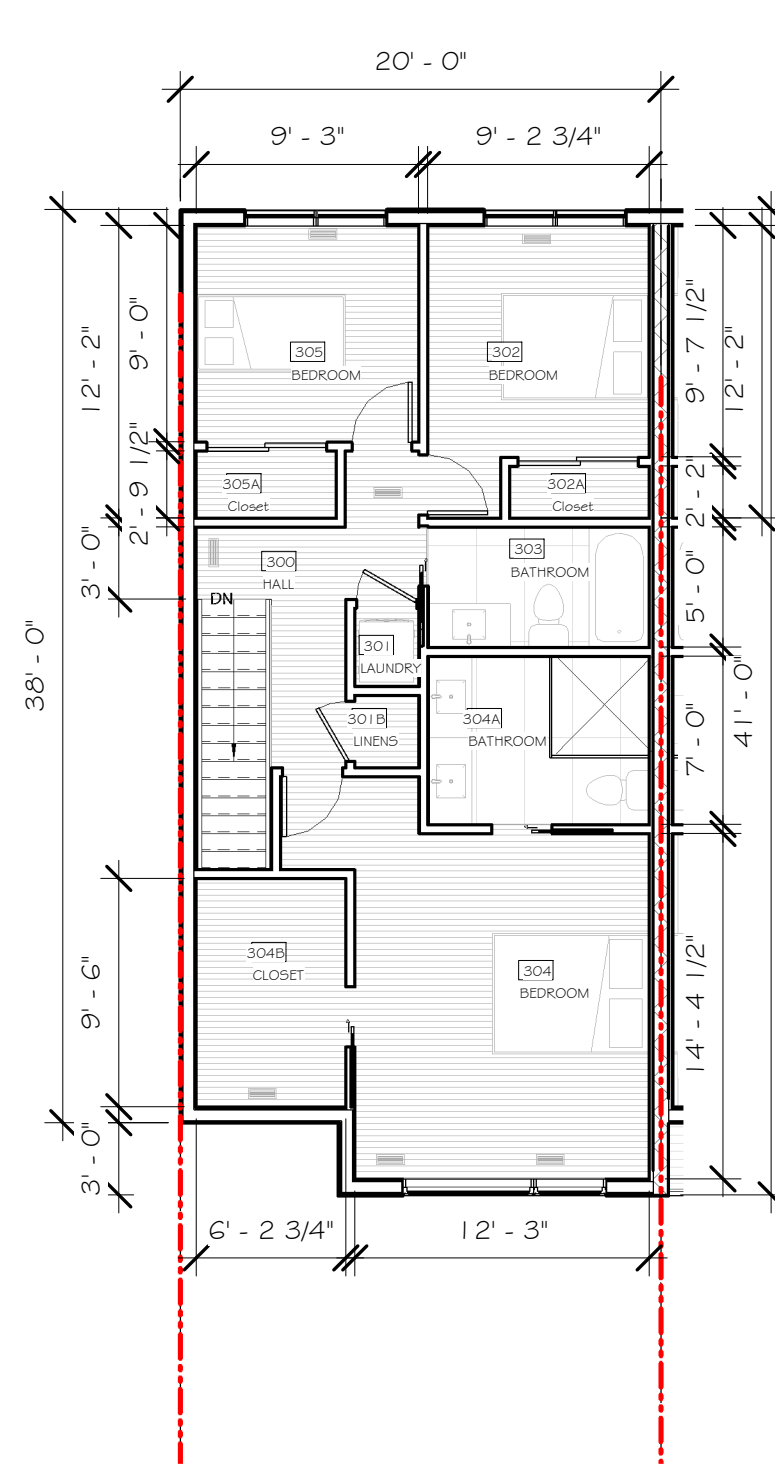 20' - 0"
9' - 3"
9' - 2 3/4"
12' - 2"
9' - 0"
2' - 9 1/2"
3' - 0"
38' - 0"
9' - 6"
3' - 0"
305
BEDROOM
302
BEDROOM
305A
Closet
302A
Closet
300
HALL
303
BATHROOM
DN
301
LAUNDRY
301B
LINENS
304A
BATHROOM
304B
CLOSET
304
BEDROOM
9' - 7 1/2"
12' - 2"
2' - 2"
5' - 0"
7' - 0"
41' - 0"
14' - 4 1/2"
6' - 2 3/4"
12' - 3"